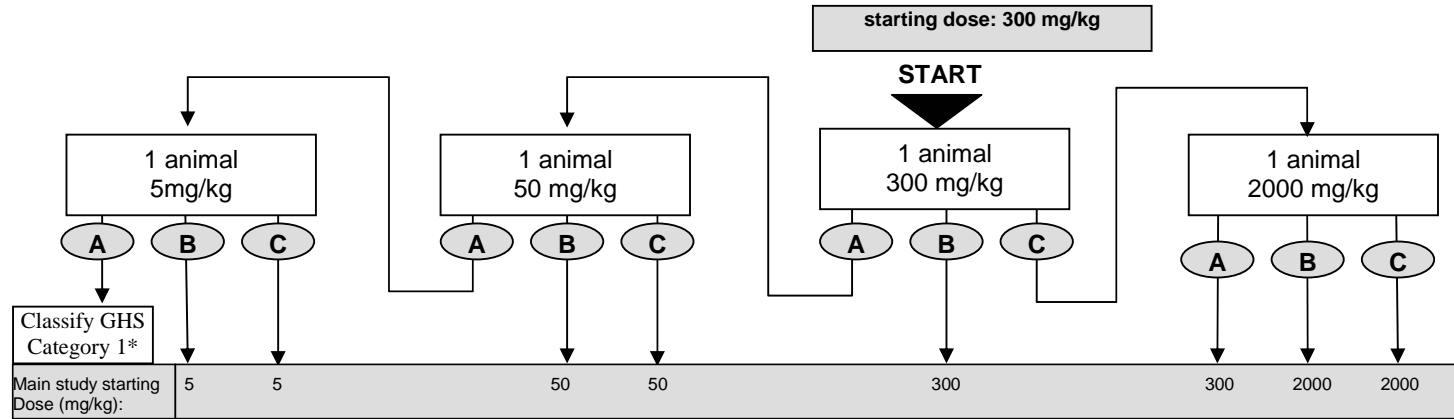 starting dose: 300 mg/kg
START
1 animal
5mg/kg
1 animal
50 mg/kg
1 animal
300 mg/kg
1 animal
2000 mg/kg
A B C
A B C
A B C
A B C
Classify GHS
Category 1*
Main study starting
Dose (mg/kg):
5 5 50 50 300 300 2000 2000